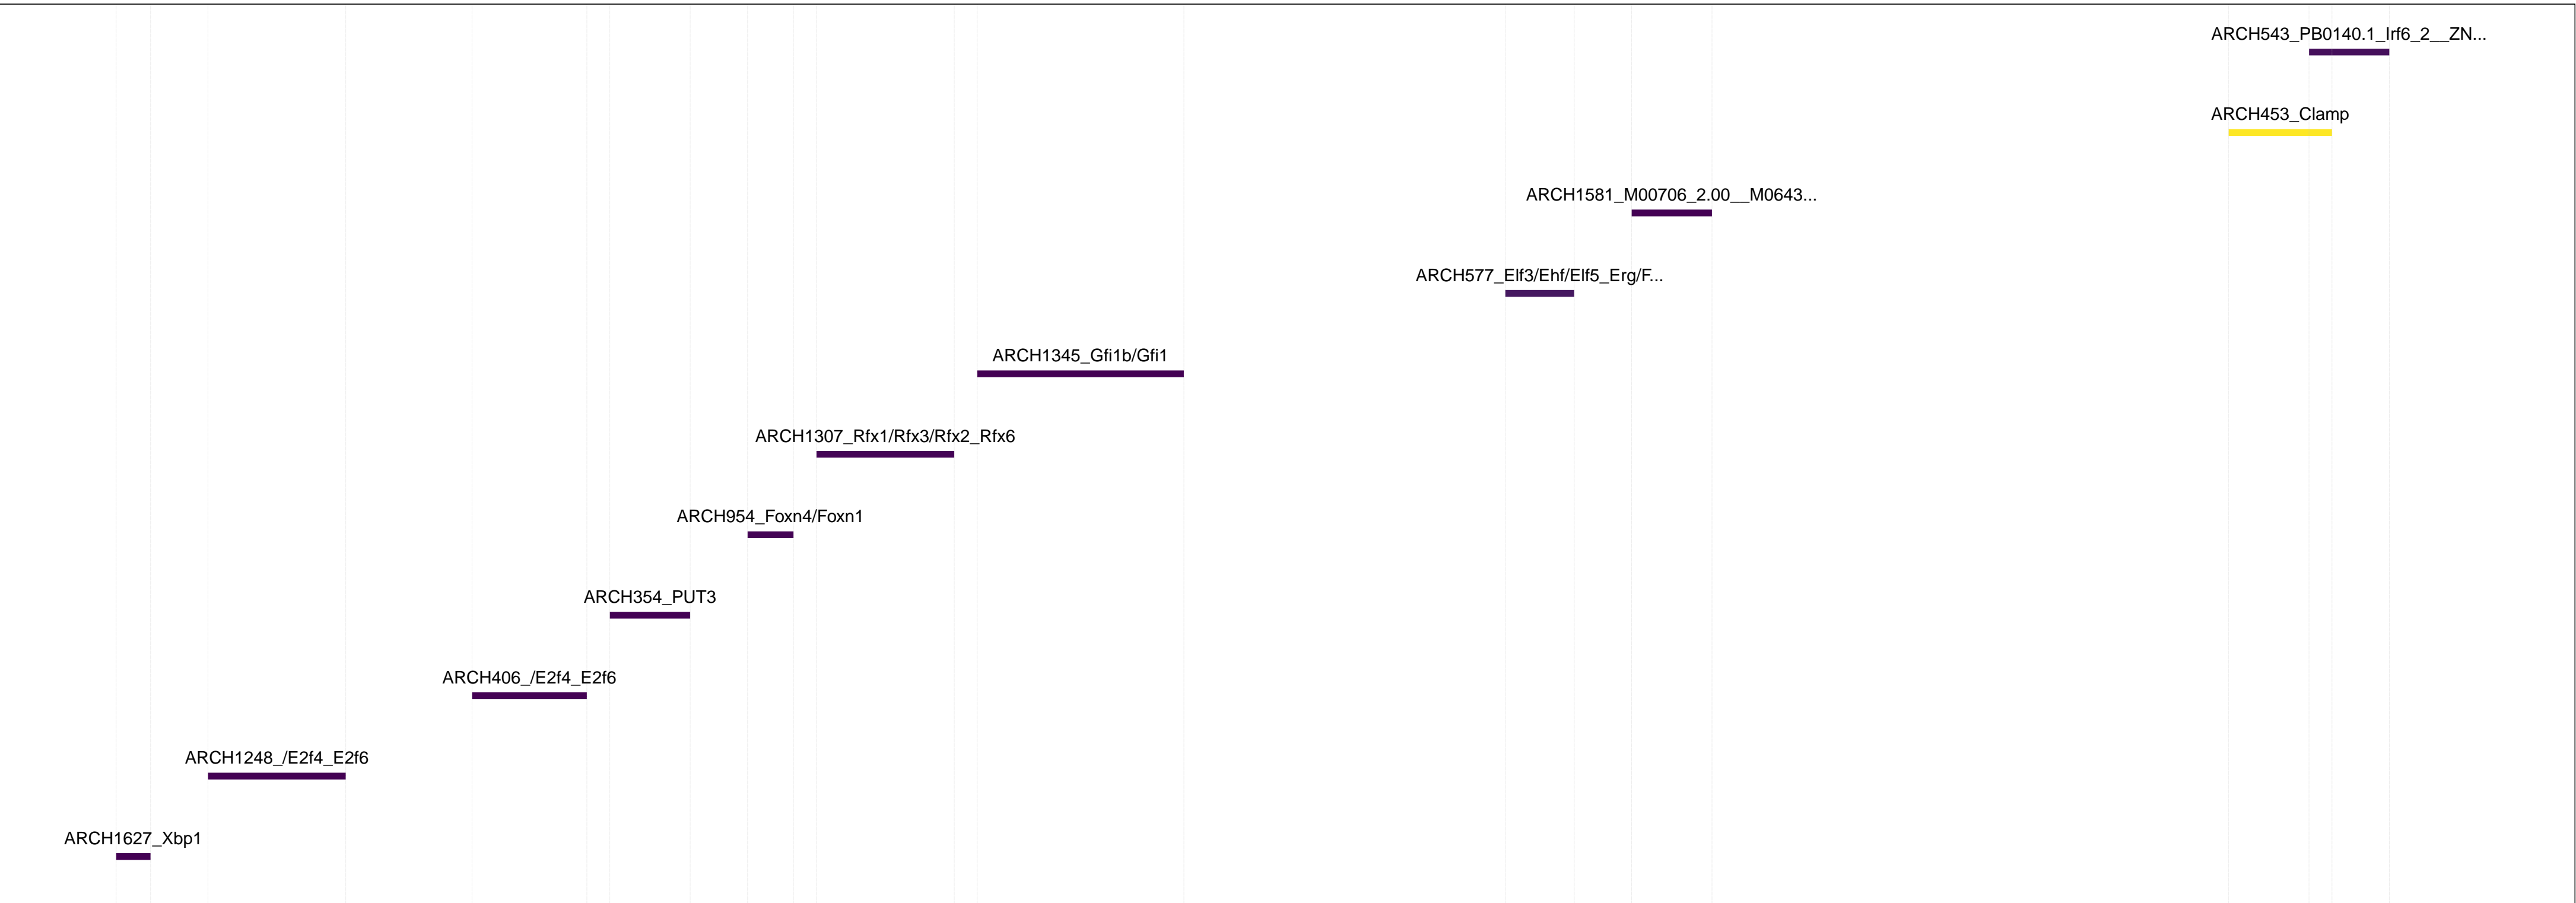 ARCH543_PB0140.1_Irf6_2__ZN...
ARCH453_Clamp
ARCH1581_M00706_2.00__M0643...
ARCH577_Elf3/Ehf/Elf5_Erg/F...
ARCH1345_Gfi1b/Gfi1
ARCH1307_Rfx1/Rfx3/Rfx2_Rfx6
ARCH954_Foxn4/Foxn1
ARCH354_PUT3
ARCH406_/E2f4_E2f6
ARCH1248_/E2f4_E2f6
ARCH1627_Xbp1